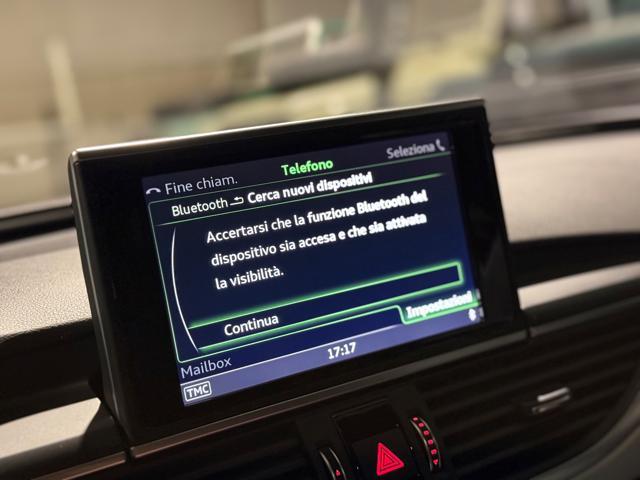 Fine chiam.
Telefono
Seleziona
Bluetooth Cerca nuovi dispositivi
Accertarsi che la funzione Bluetooth del
dispositivo sia accesa e che sia attivata
la visibilità.
Continua
Mailbox
Impostazioni
TMC
17:17